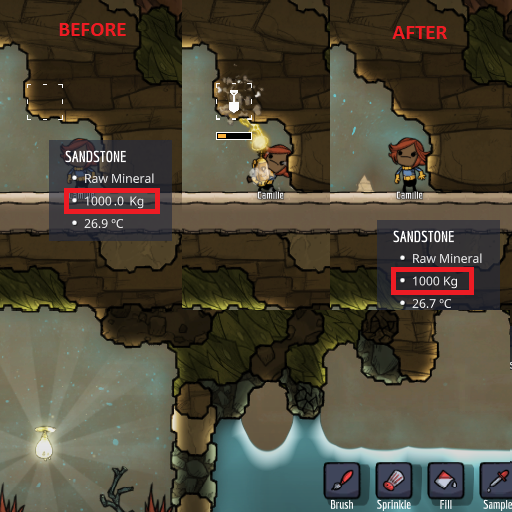 BEFORE
AFTER
SANDSTONE
• Raw Mineral
• 1000.0 Kg
• 26.9 °C
Camille
Camille
SANDSTONE
• Raw Mineral
• 1000 Kg
• 26.7 °C
Brush
Sprinkle
Fill
Sample